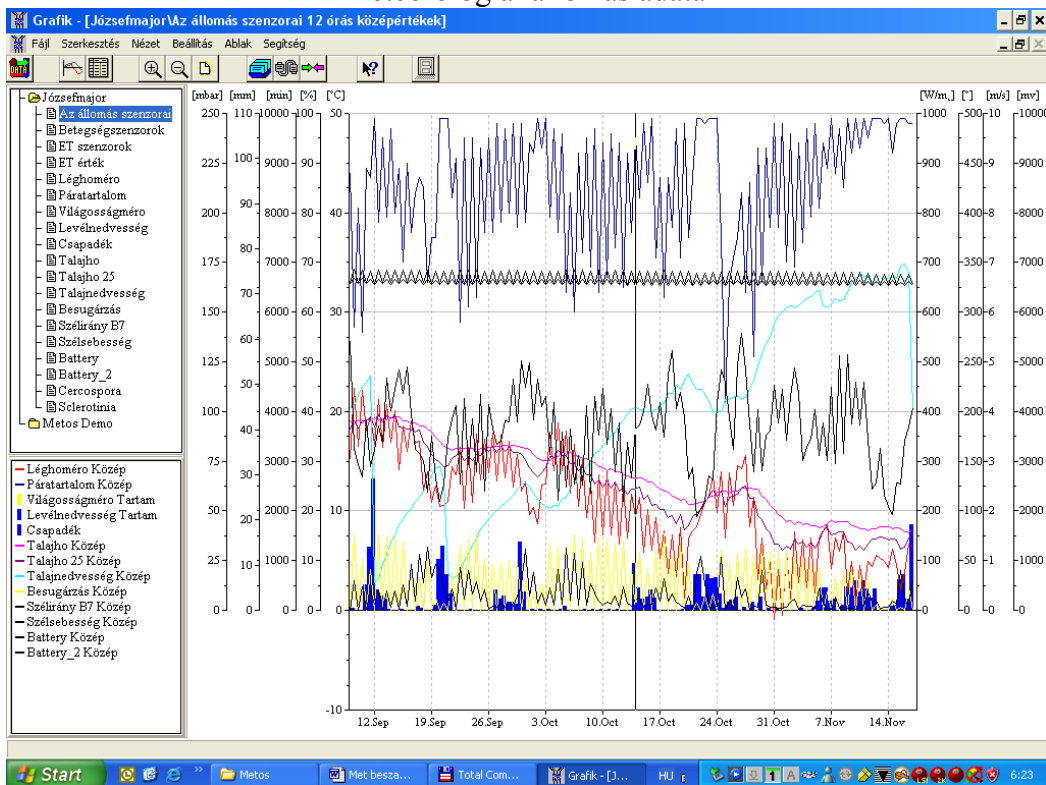 Grafik - [Józsefmajor\Az állomás szenzorai 12 órás középértékek]
Fájl Szerkesztés Nézet Beállítás Ablak Segítség
Józsefmajor
Az állomás szenzorai
Betegségszenzorok
ET szenzorok
ET érték
Léghoméro
Páratartalom
Világosságméro
Levélnedvesség
Csapadék
Talajho
Talajho 25
Talajnedvesség
Besugárzás
Szélirány B7
Szélsebesség
Battery
Battery_2
Cercospora
Sclerotinia
Metos Demo
Léghoméro Közép
Páratartalom Közép
Világosságméro Tartam
Levélnedvesség Tartam
Csapadék
Talajho Közép
Talajho 25 Közép
Talajnedvesség Közép
Besugárzás Közép
Szélirány B7 Közép
Szélsebesség Közép
Battery Közép
Battery_2 Közép
[mbar] [mm] [min] [%] [°C] [W/m,] [°] [m/s] [mv]
250 110 10000 100 50 1000 500 10 10000
225 100 9000 90 900 450 9 9000
200 90 8000 80 40 800 400 8 8000
175 80 7000 70 700 350 7 7000
150 70 6000 60 30 600 300 6 6000
125 60 5000 50 500 250 5 5000
100 50 4000 40 20 400 200 4 4000
75 40 3000 30 300 150 3 3000
50 30 2000 20 10 200 100 2 2000
25 20 1000 10 100 50 1 1000
0 10 0 0 0 0 0 0 0
0
-10
12.Sep 19.Sep 26.Sep 3.Oct 10.Oct 17.Oct 24.Oct 31.Oct 7.Nov 14.Nov
Start Metos Met besza... Total Com... Grafik - [J... HU 6:23